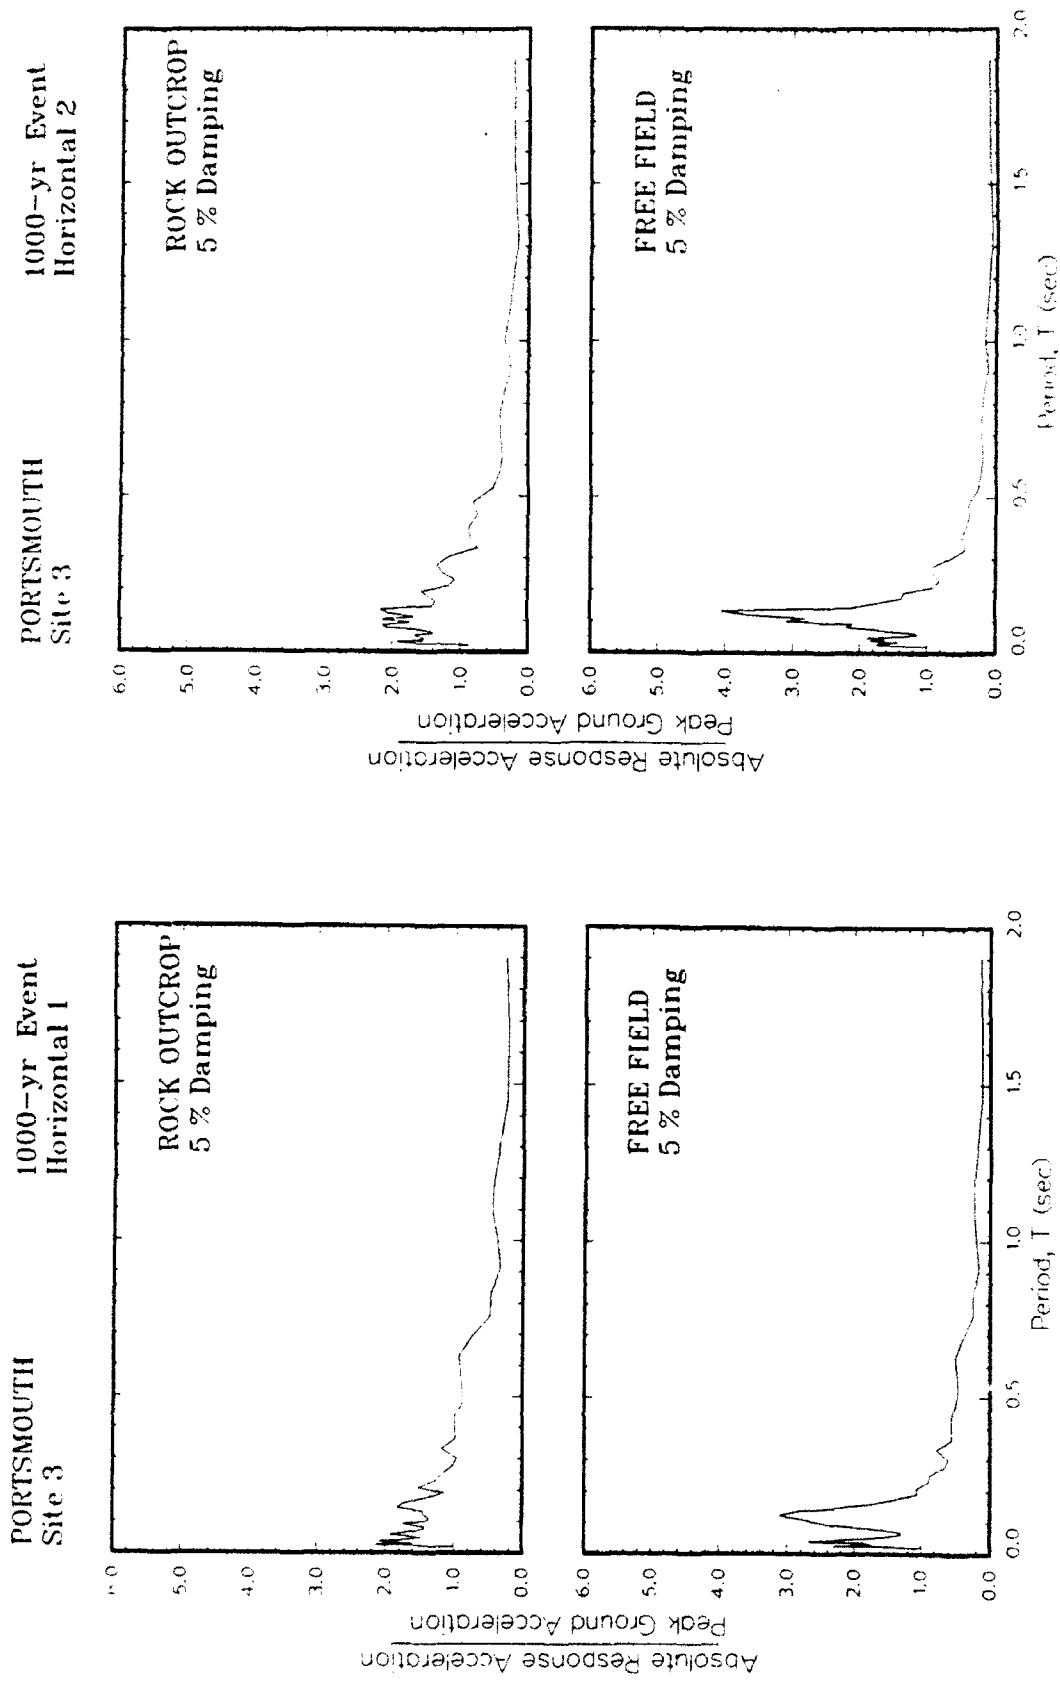 PORTSMOUTH
Site 3
1000-yr Event
Horizontal 1
ROCK OUTCROP
5 % Damping
5.0
4.0
3.0
2.0
1.0
0.0
FREE FIELD
5 % Damping
6.0
5.0
4.0
3.0
2.0
1.0
0.0
0.0
0.5
1.0
1.5
2.0
Period, T (sec)
Absolute Response Acceleration
Peak Ground Acceleration
PORTSMOUTH
Site 3
1000-yr Event
Horizontal 2
ROCK OUTCROP
5 % Damping
6.0
5.0
4.0
3.0
2.0
1.0
0.0
FREE FIELD
5 % Damping
6.0
5.0
4.0
3.0
2.0
1.0
0.0
0.0
0.5
1.0
1.5
2.0
Period, T (sec)
Absolute Response Acceleration
Peak Ground Acceleration